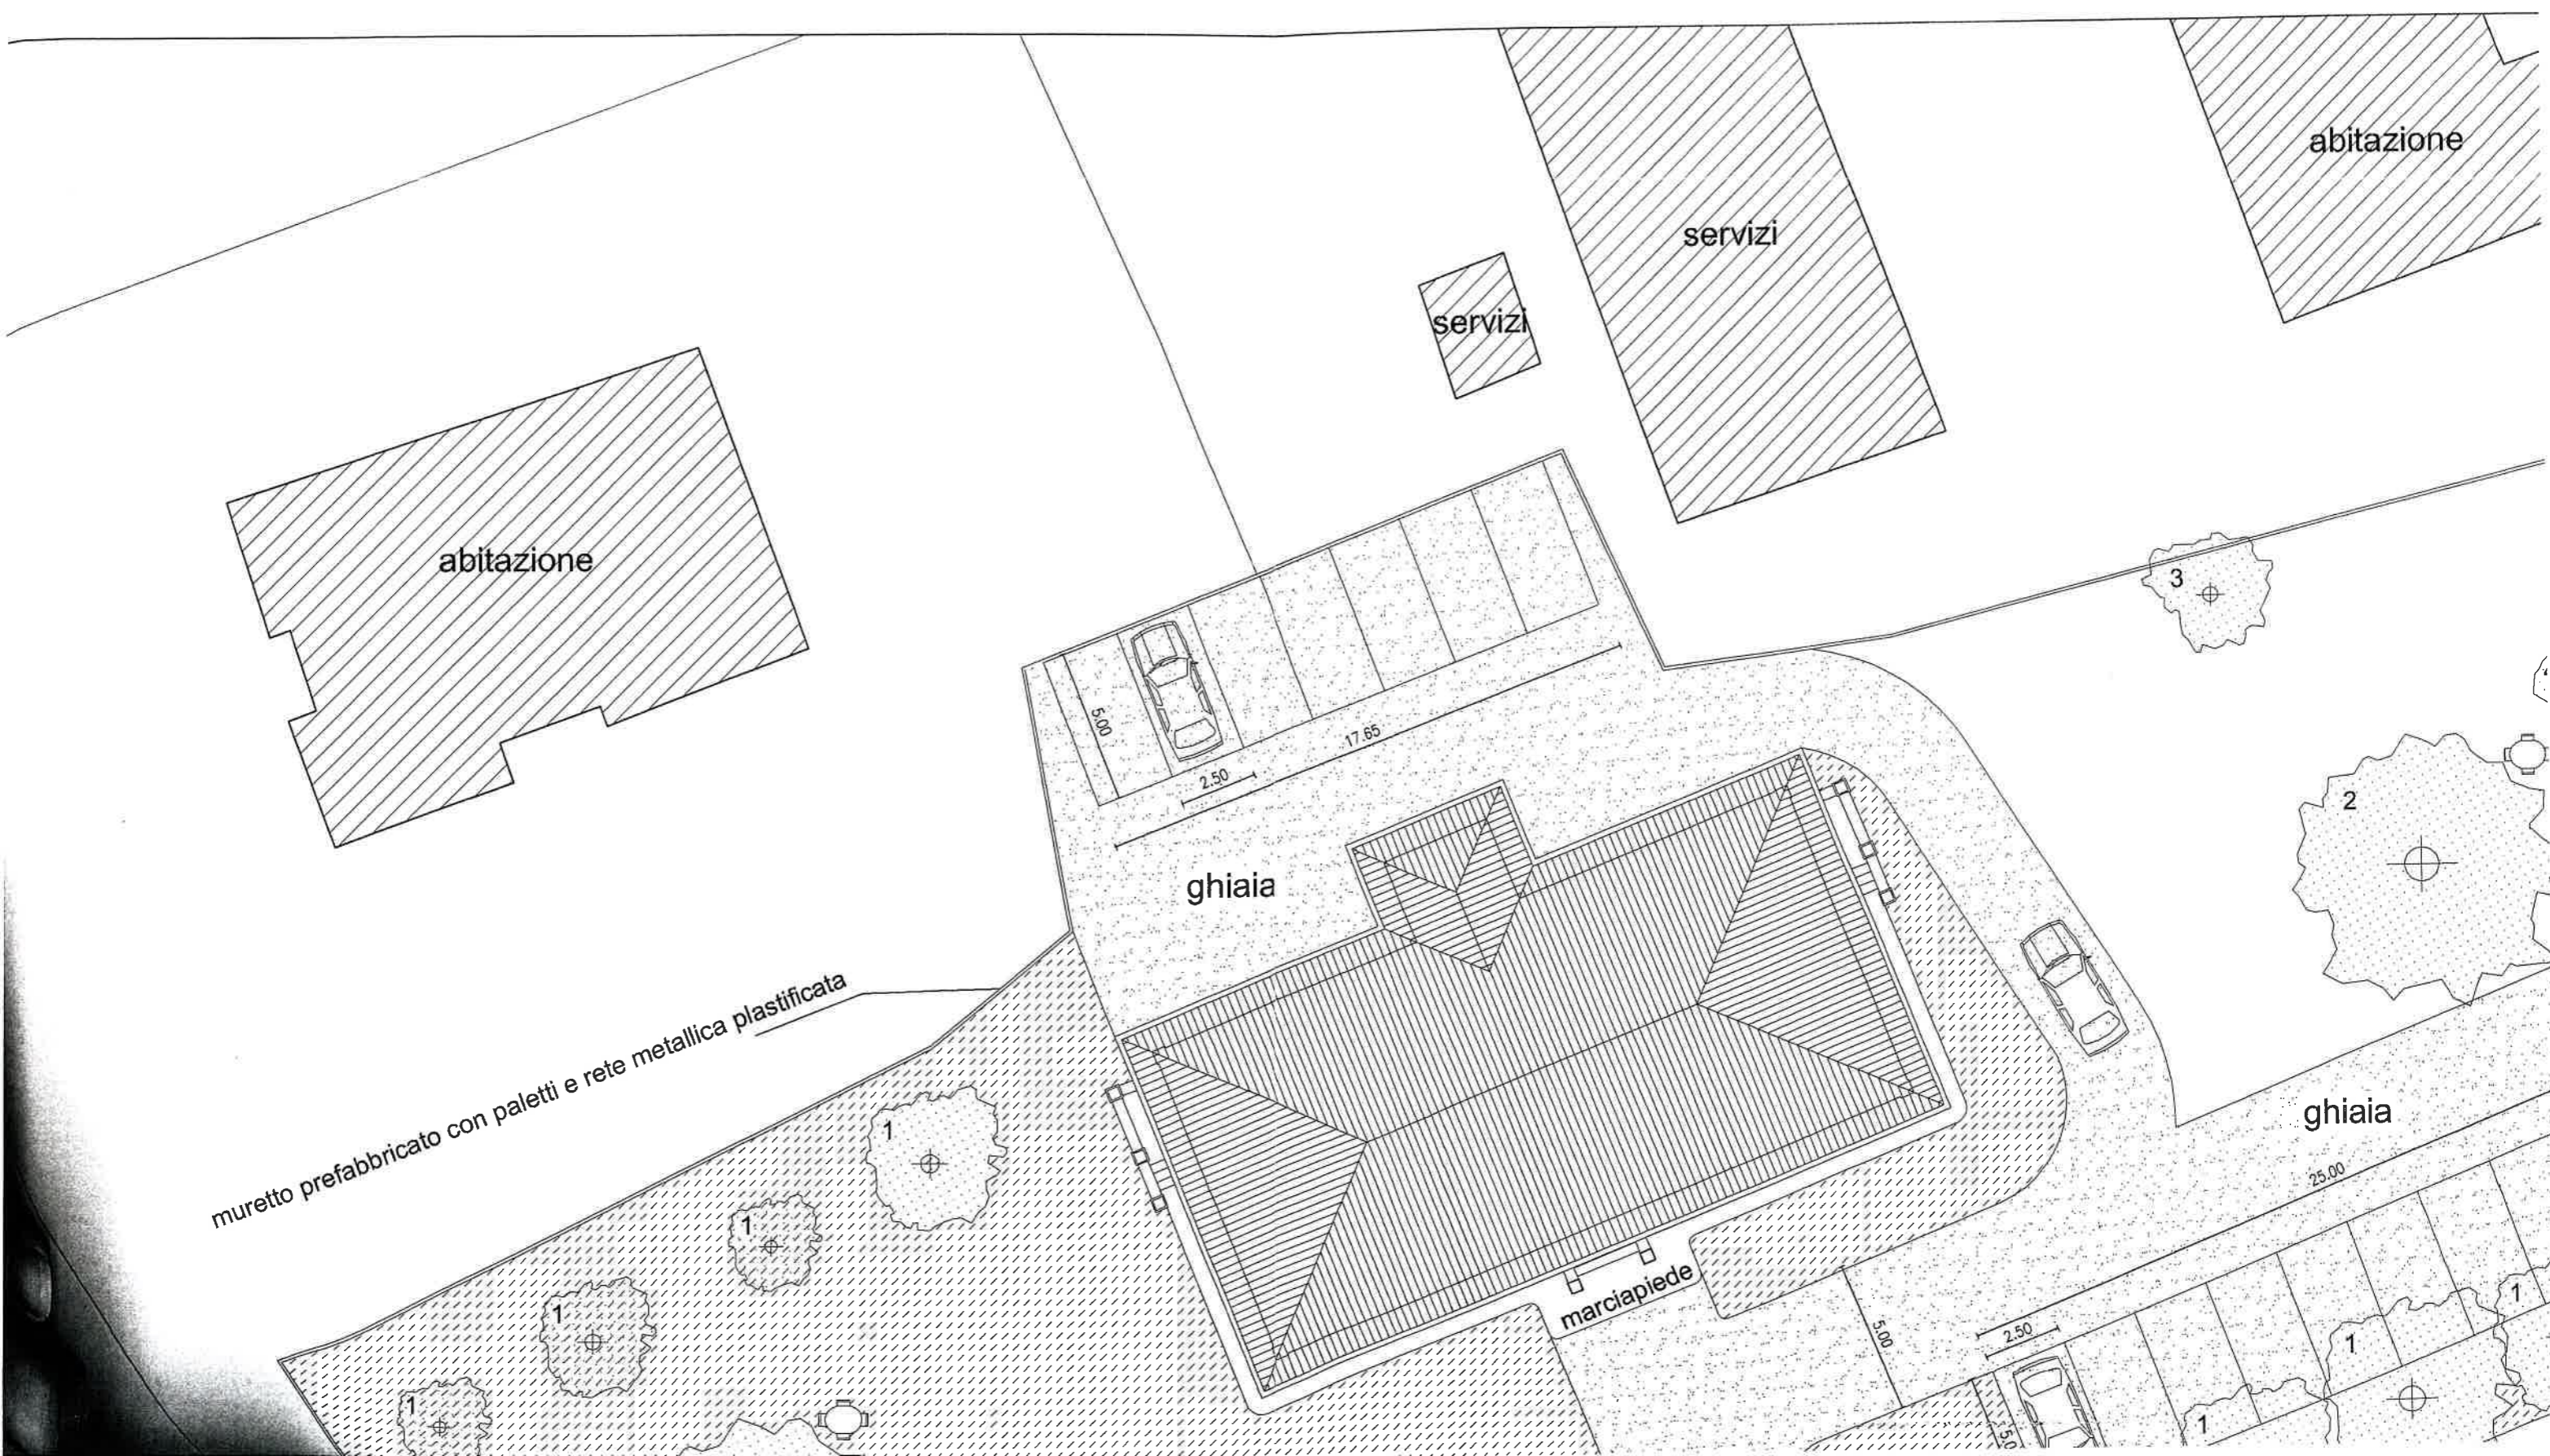 abitazione
servizi
servizi
abitazione
3
5.00
17.65
2.50
2
ghiaia
muretto prefabbricato con paletti e rete metallica plastificata
ghiaia
1
25.00
1
1
marciapiede
5.00
2.50
1
1
1
1